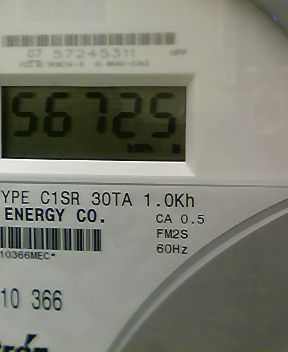 07 57245311
56725
kWh
TYPE C1SR 30TA 1.0Kh
ENERGY CO.
CA 0.5
FM2S
60Hz
10366MEC*
10 366